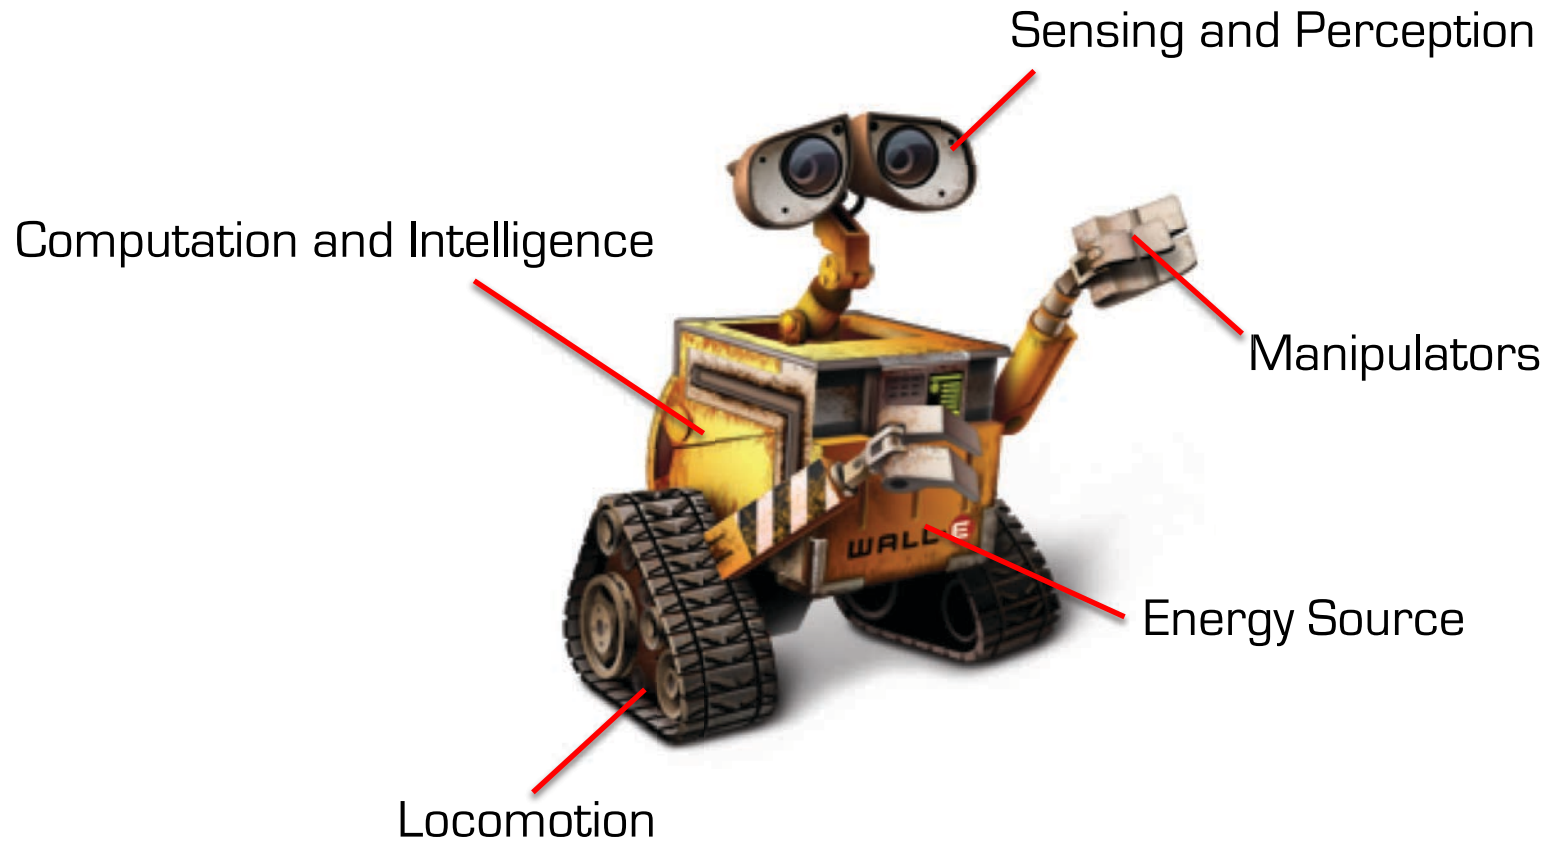 Sensing and Perception
Computation and Intelligence
Manipulators
WALL·E
Energy Source
Locomotion